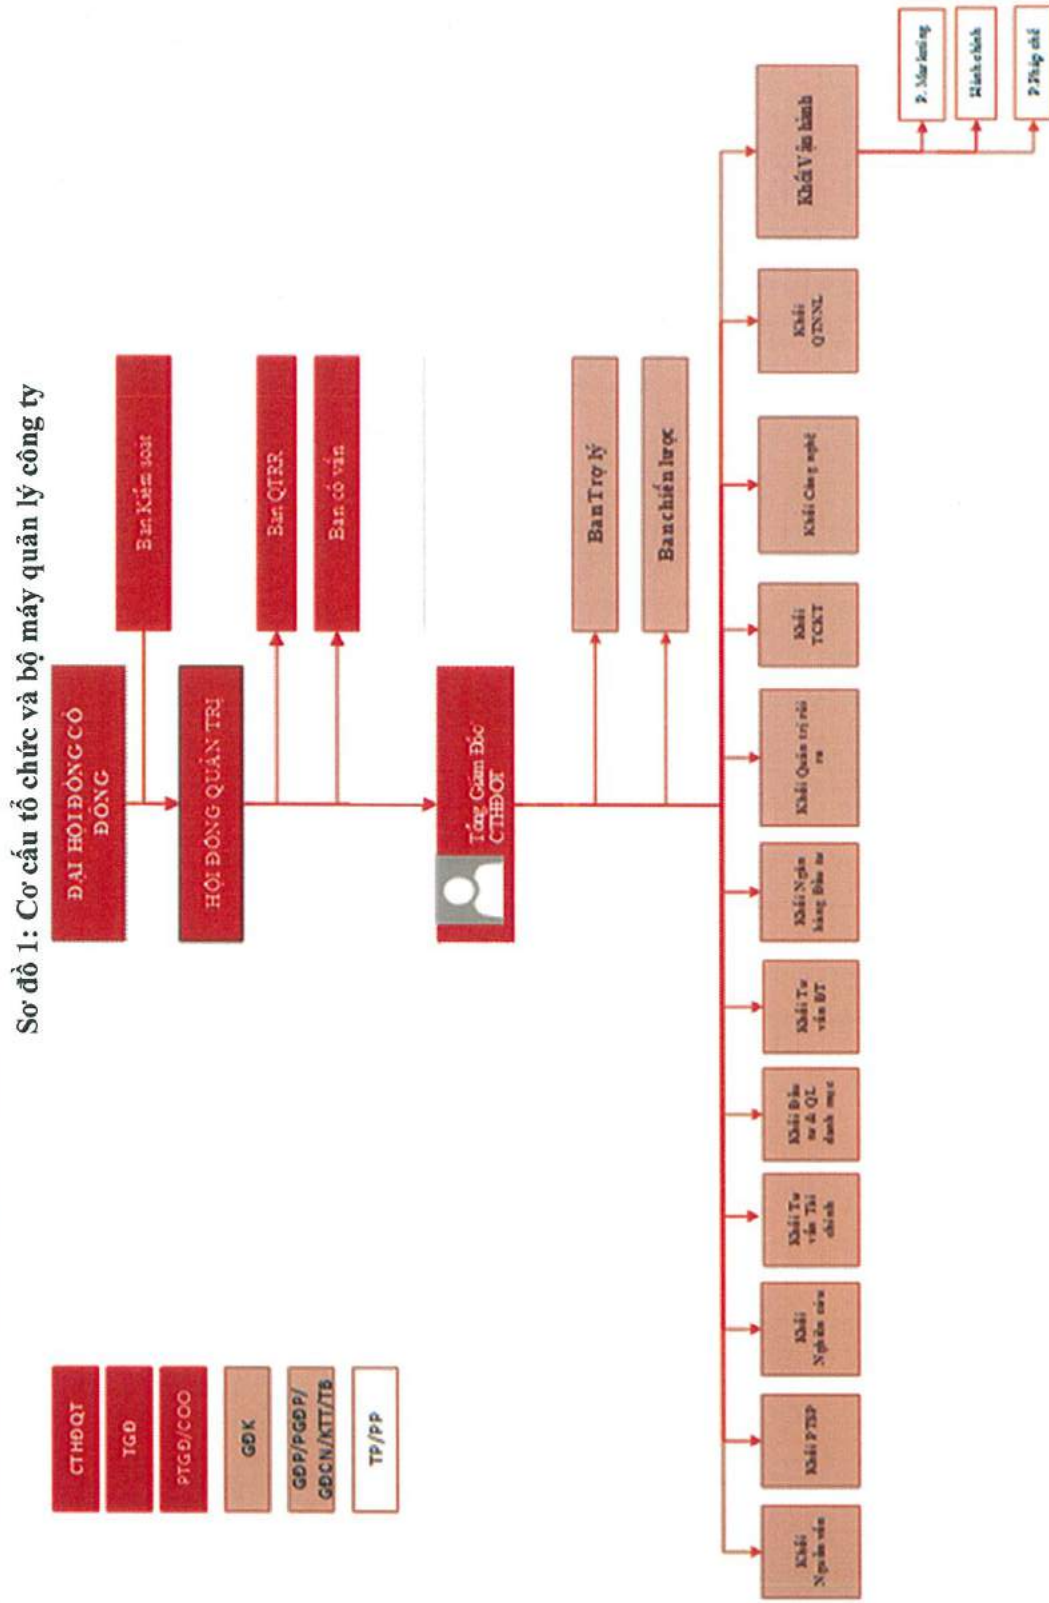 Sơ đồ 1: Cơ cấu tổ chức và bộ máy quản lý công ty
CTHĐQT
TGĐ
PTGĐ/COO
GĐK
GĐP/PGĐP/
GĐCN/KTT/TB
TP/PP
ĐẠI HỘI ĐỒNG CỔ
ĐÔNG
Ban Kiểm soát
HỘI ĐỒNG QUẢN TRỊ
Ban QTRR
Ban cố vấn
Tổng Giám Đốc
Ban Trợ lý
Ban chiến lược
Khối
Nguồn vốn
Khối PTSP
Khối
Nghiên cứu
Khối Tư
vấn Tài
chính
Khối Đầu
tư & QL
danh mục
Khối Tư
vấn ĐT
Khối Ngân
hàng Đầu tư
Khối Quản trị rủi
ro
Khối
TCKT
Khối Công nghệ
Khối
QTNNL
Khối Vận hành
P. Marketing
Hành chính
P.Pháp chế